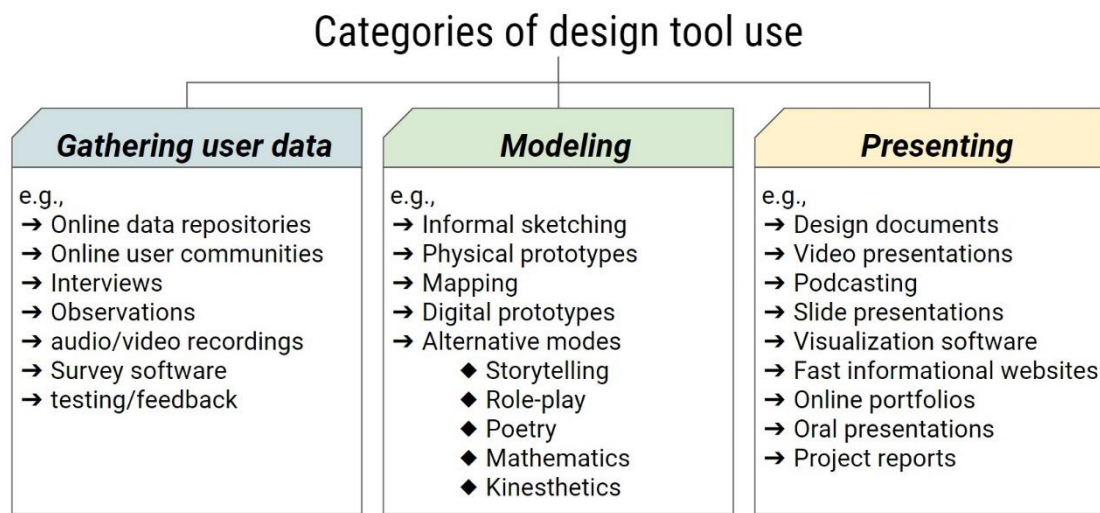 Categories of design tool use
Gathering user data
e.g.,
➔ Online data repositories
➔ Online user communities
➔ Interviews
➔ Observations
➔ audio/video recordings
➔ Survey software
➔ testing/feedback
Modeling
e.g.,
➔ Informal sketching
➔ Physical prototypes
➔ Mapping
➔ Digital prototypes
➔ Alternative modes
◆ Storytelling
◆ Role-play
◆ Poetry
◆ Mathematics
◆ Kinesthetics
Presenting
e.g.,
➔ Design documents
➔ Video presentations
➔ Podcasting
➔ Slide presentations
➔ Visualization software
➔ Fast informational websites
➔ Online portfolios
➔ Oral presentations
➔ Project reports